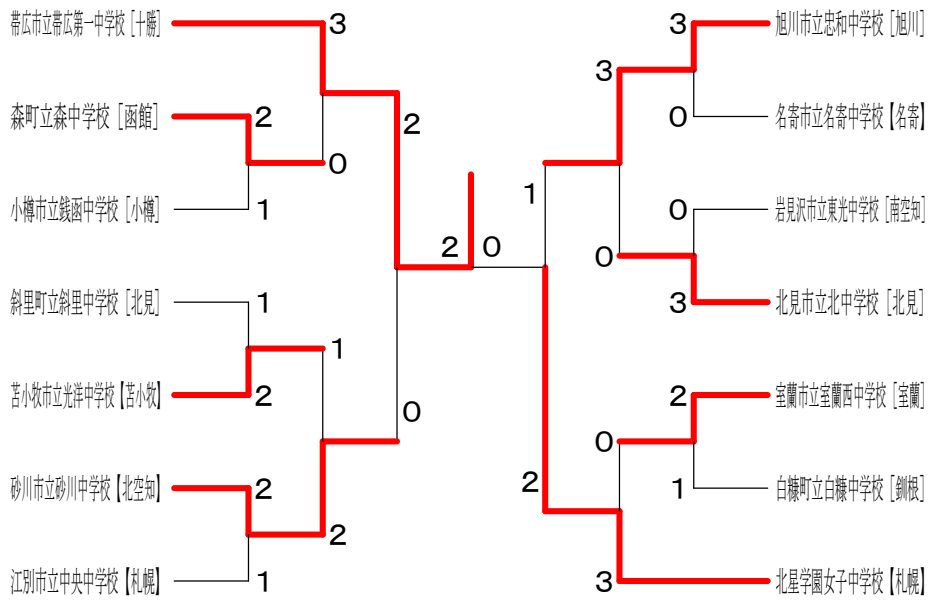 帯広市立帯広第一中学校 [十勝]
3
森町立森中学校 [函館]
2
0
小樽市立銭函中学校 [小樽]
1
2
斜里町立斜里中学校 [北見]
1
1
苫小牧市立光洋中学校【苫小牧】
2
0
砂川市立砂川中学校【北空知】
2
2
江別市立中央中学校【札幌】
1
2
0
旭川市立忠和中学校 [旭川]
3
3
名寄市立名寄中学校【名寄】
0
1
岩見沢市立東光中学校 [南空知]
0
0
北見市立北中学校 [北見]
3
室蘭市立室蘭西中学校 [室蘭]
2
0
白糠町立白糠中学校 [釧根]
1
2
北星学園女子中学校【札幌】
3